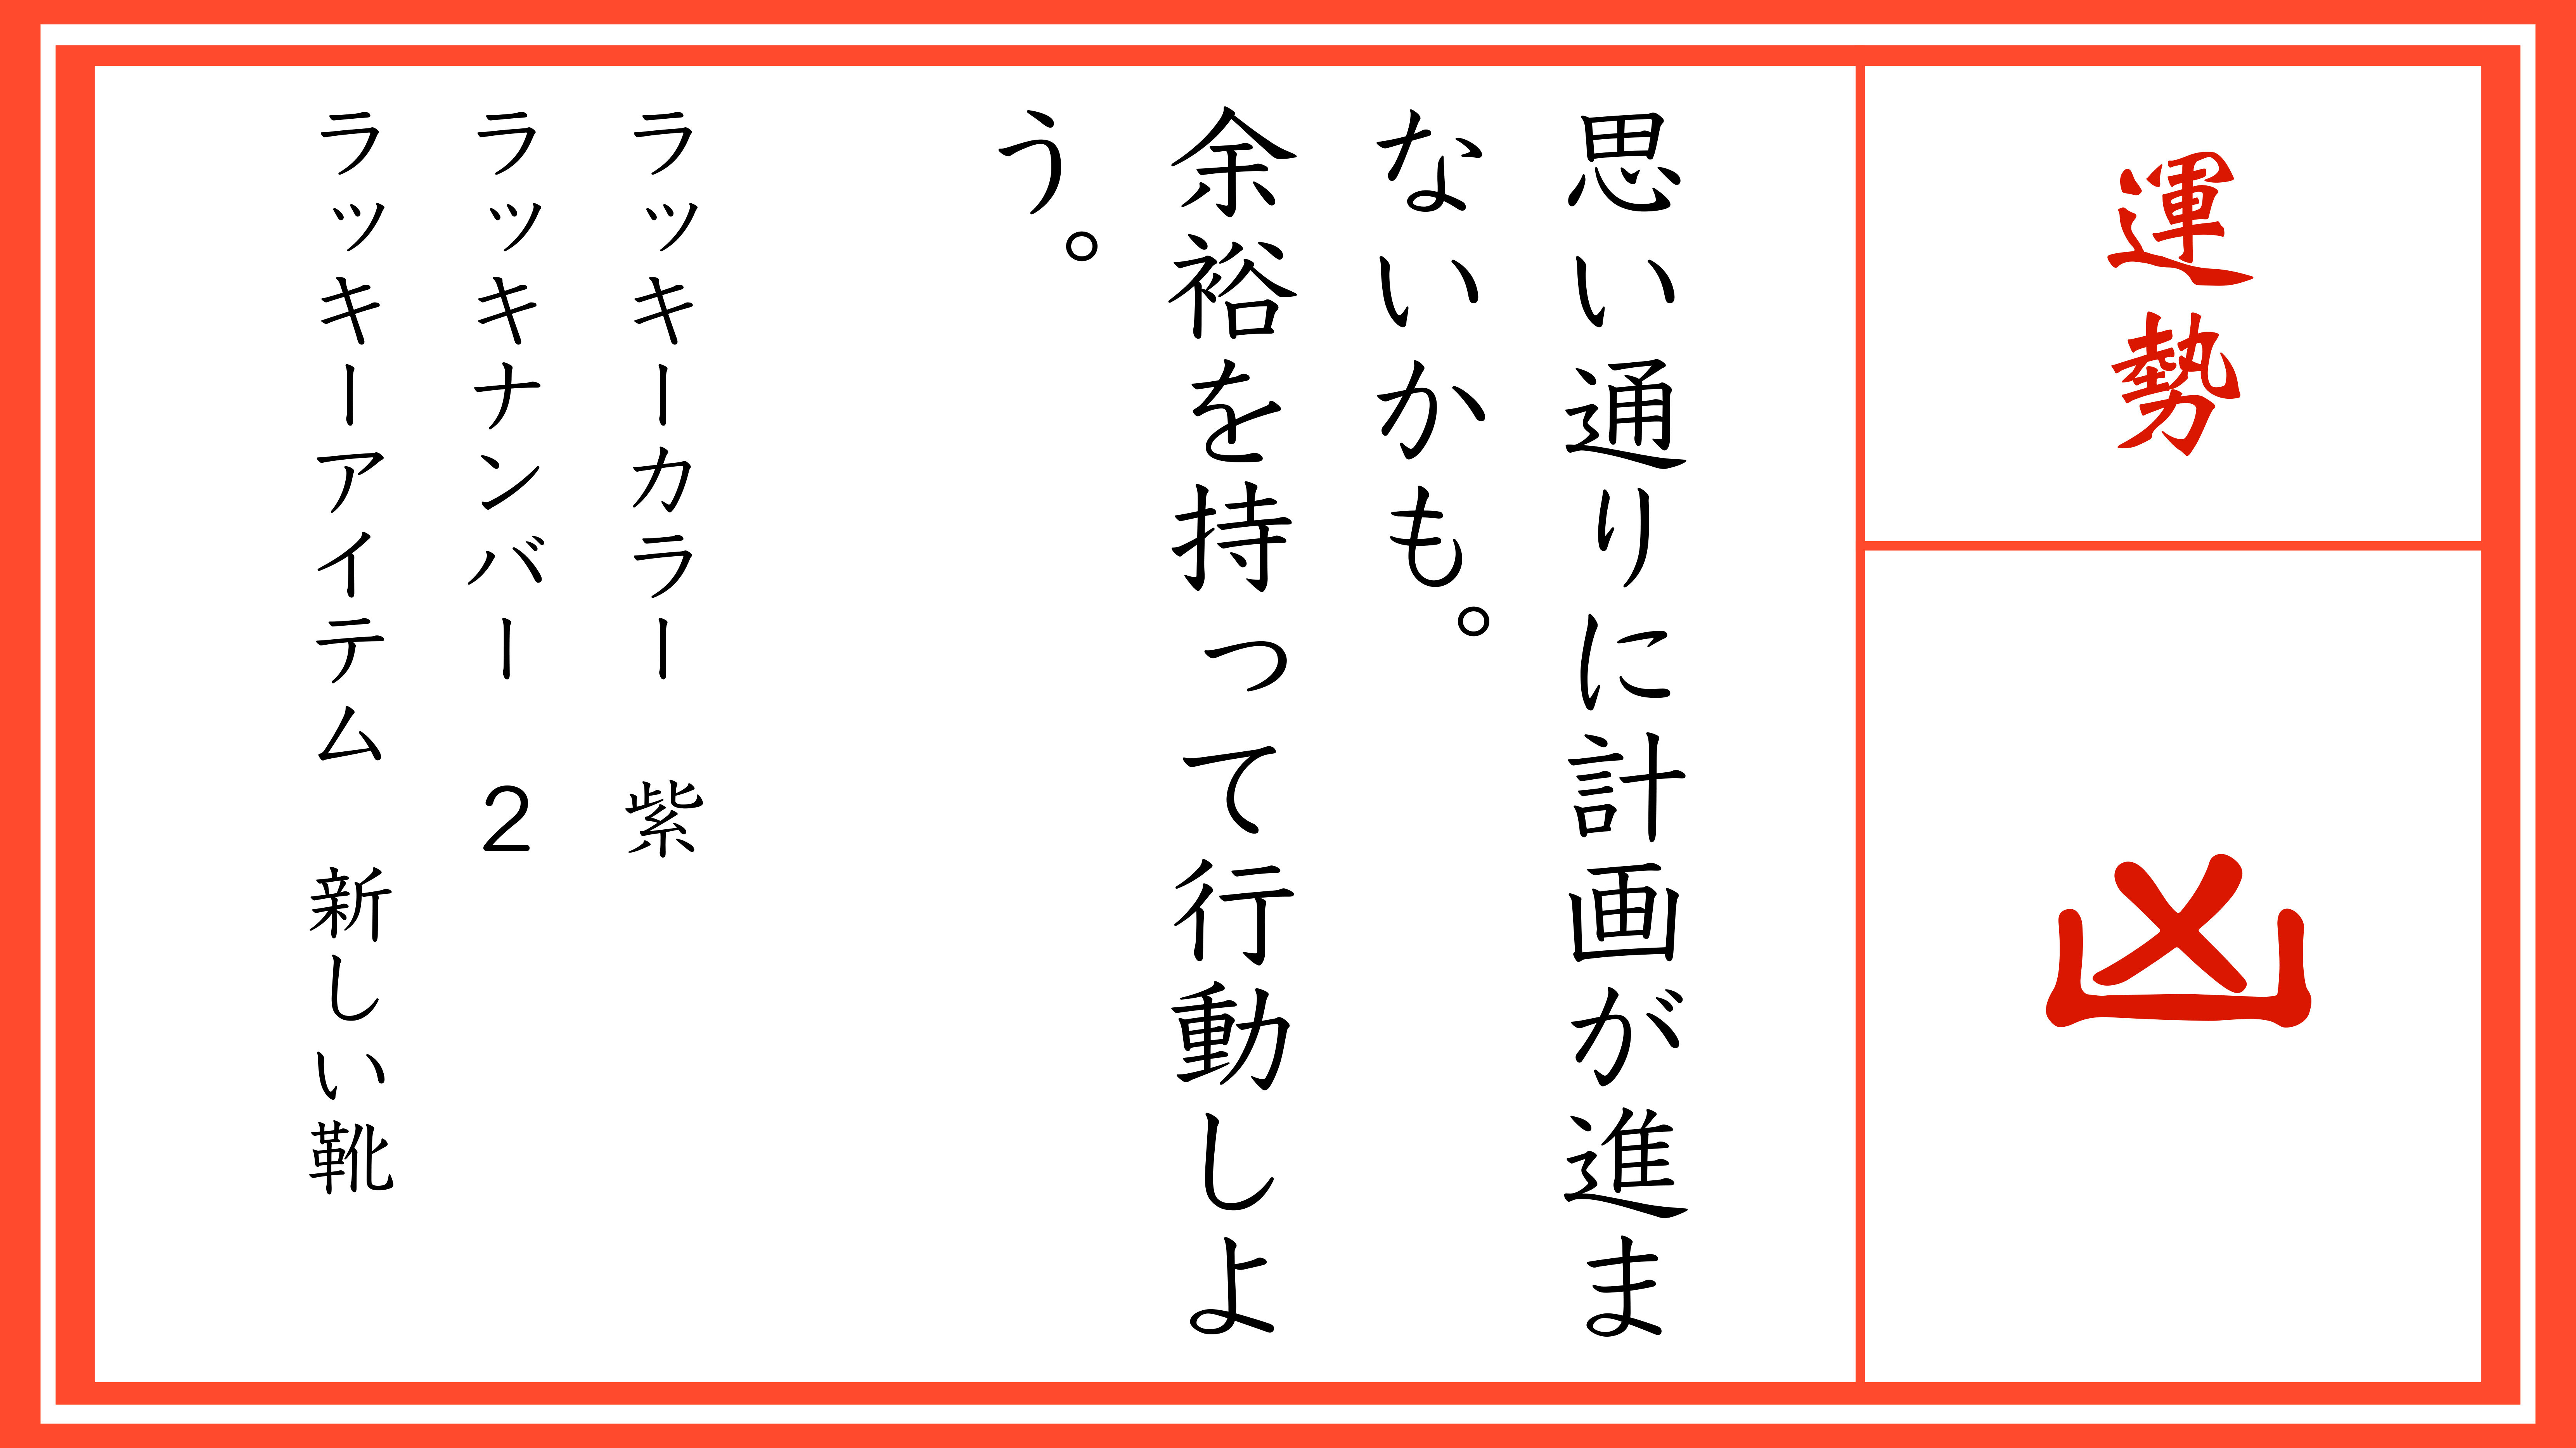 運勢
凶
思い通りに計画が進ま
ないかも。
余裕を持って行動しよ
う。
ラッキーカラー　紫
ラッキナンバー　2
ラッキーアイテム　新しい靴